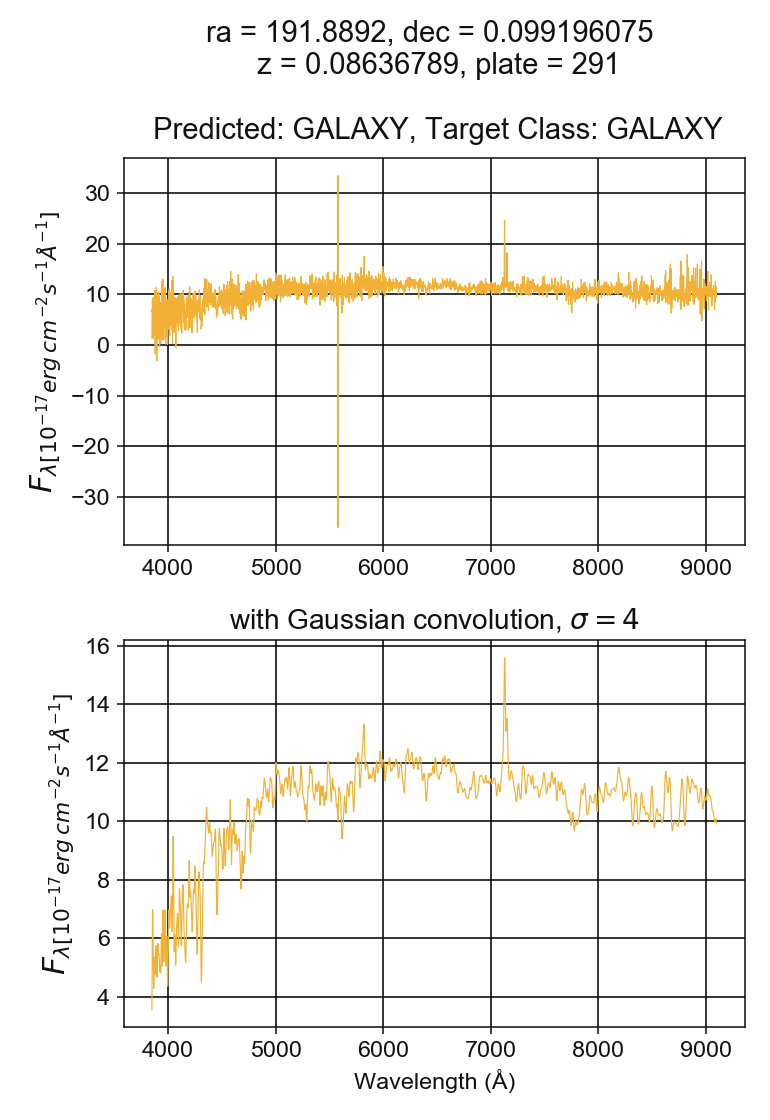 ra = 191.8892, dec = 0.099196075
z = 0.08636789, plate = 291
Predicted: GALAXY, Target Class: GALAXY
F_λ[10⁻¹⁷erg cm⁻²s⁻¹Å⁻¹]
30
20
10
0
−10
−20
−30
4000 5000 6000 7000 8000 9000
with Gaussian convolution, σ = 4
F_λ[10⁻¹⁷erg cm⁻²s⁻¹Å⁻¹]
16
14
12
10
8
6
4
4000 5000 6000 7000 8000 9000
Wavelength (Å)